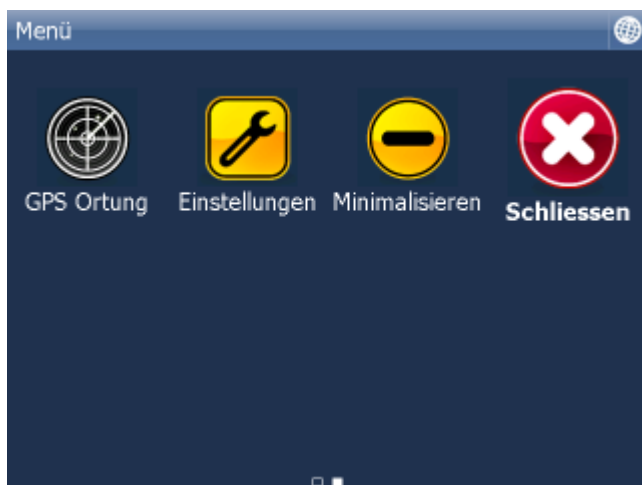 Menü
GPS Ortung
Einstellungen
Minimalisieren
Schliessen